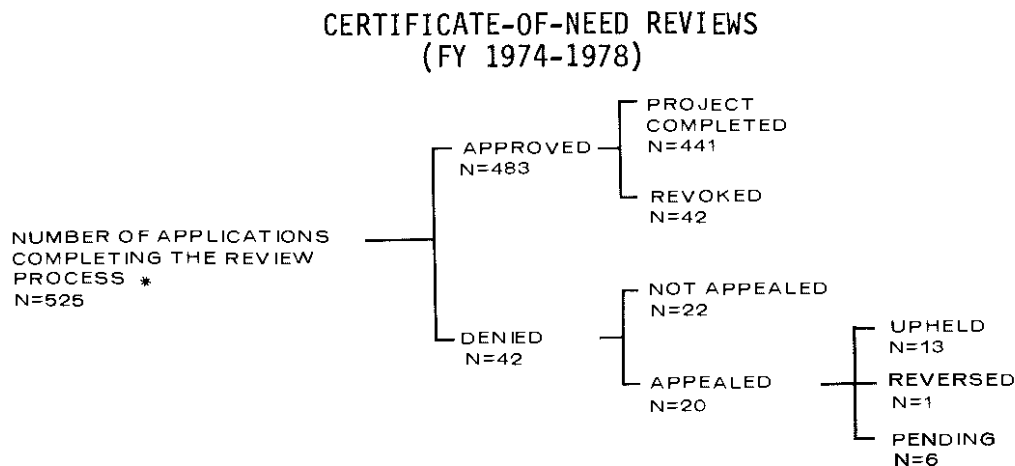 CERTIFICATE-OF-NEED REVIEWS
(FY 1974-1978)
NUMBER OF APPLICATIONS
COMPLETING THE REVIEW
PROCESS *
N=525
APPROVED
N=483
PROJECT
COMPLETED
N=441
REVOKED
N=42
DENIED
N=42
NOT APPEALED
N=22
APPEALED
N=20
UPHELD
N=13
REVERSED
N=1
PENDING
N=6